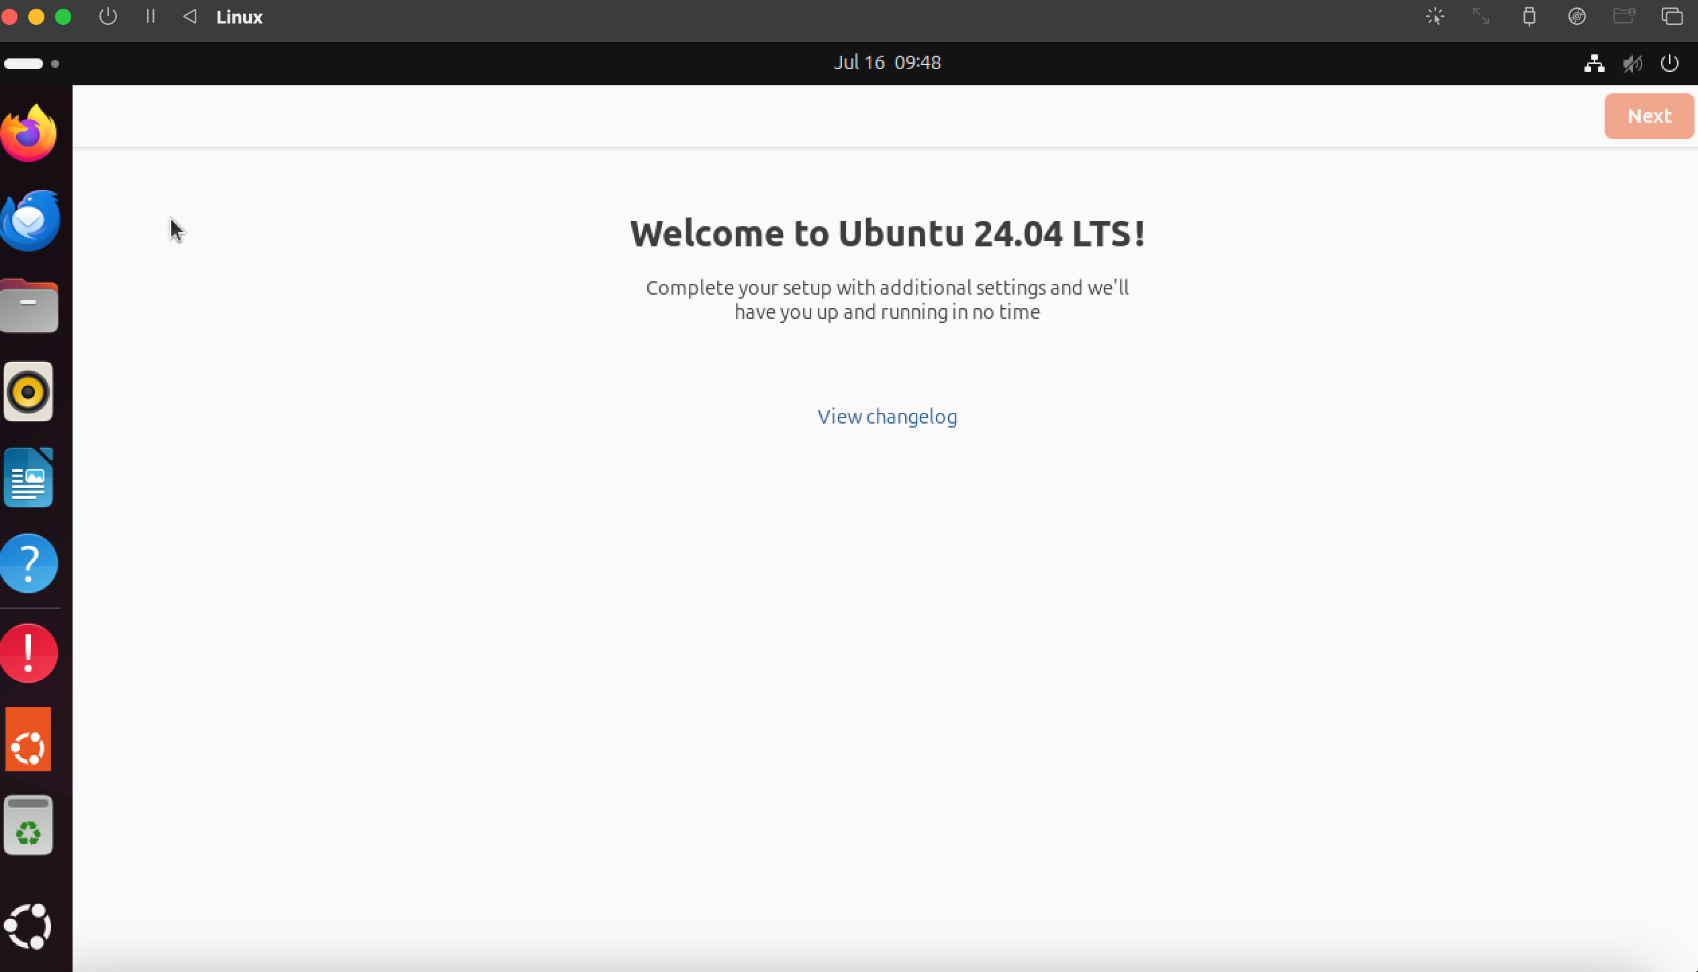 Linux
Jul 16 09:48
Next
Welcome to Ubuntu 24.04 LTS!
Complete your setup with additional settings and we'll
have you up and running in no time
View changelog